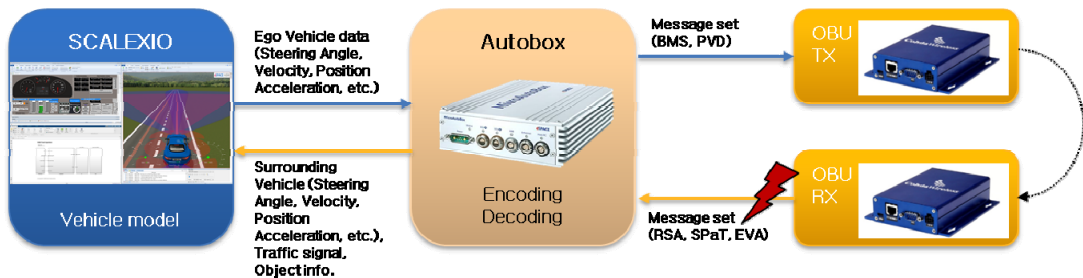 SCALEXIO
Vehicle model
Ego Vehicle data
(Steering Angle,
Velocity, Position
Acceleration, etc.)
Surrounding
Vehicle (Steering
Angle, Velocity,
Position
Acceleration, etc.),
Traffic signal,
Object info.
Autobox
MicroAutoBox
Encoding
Decoding
Message set
(BMS, PVD)
Message set
(RSA, SPaT, EVA)
OBU
TX
OBU
RX